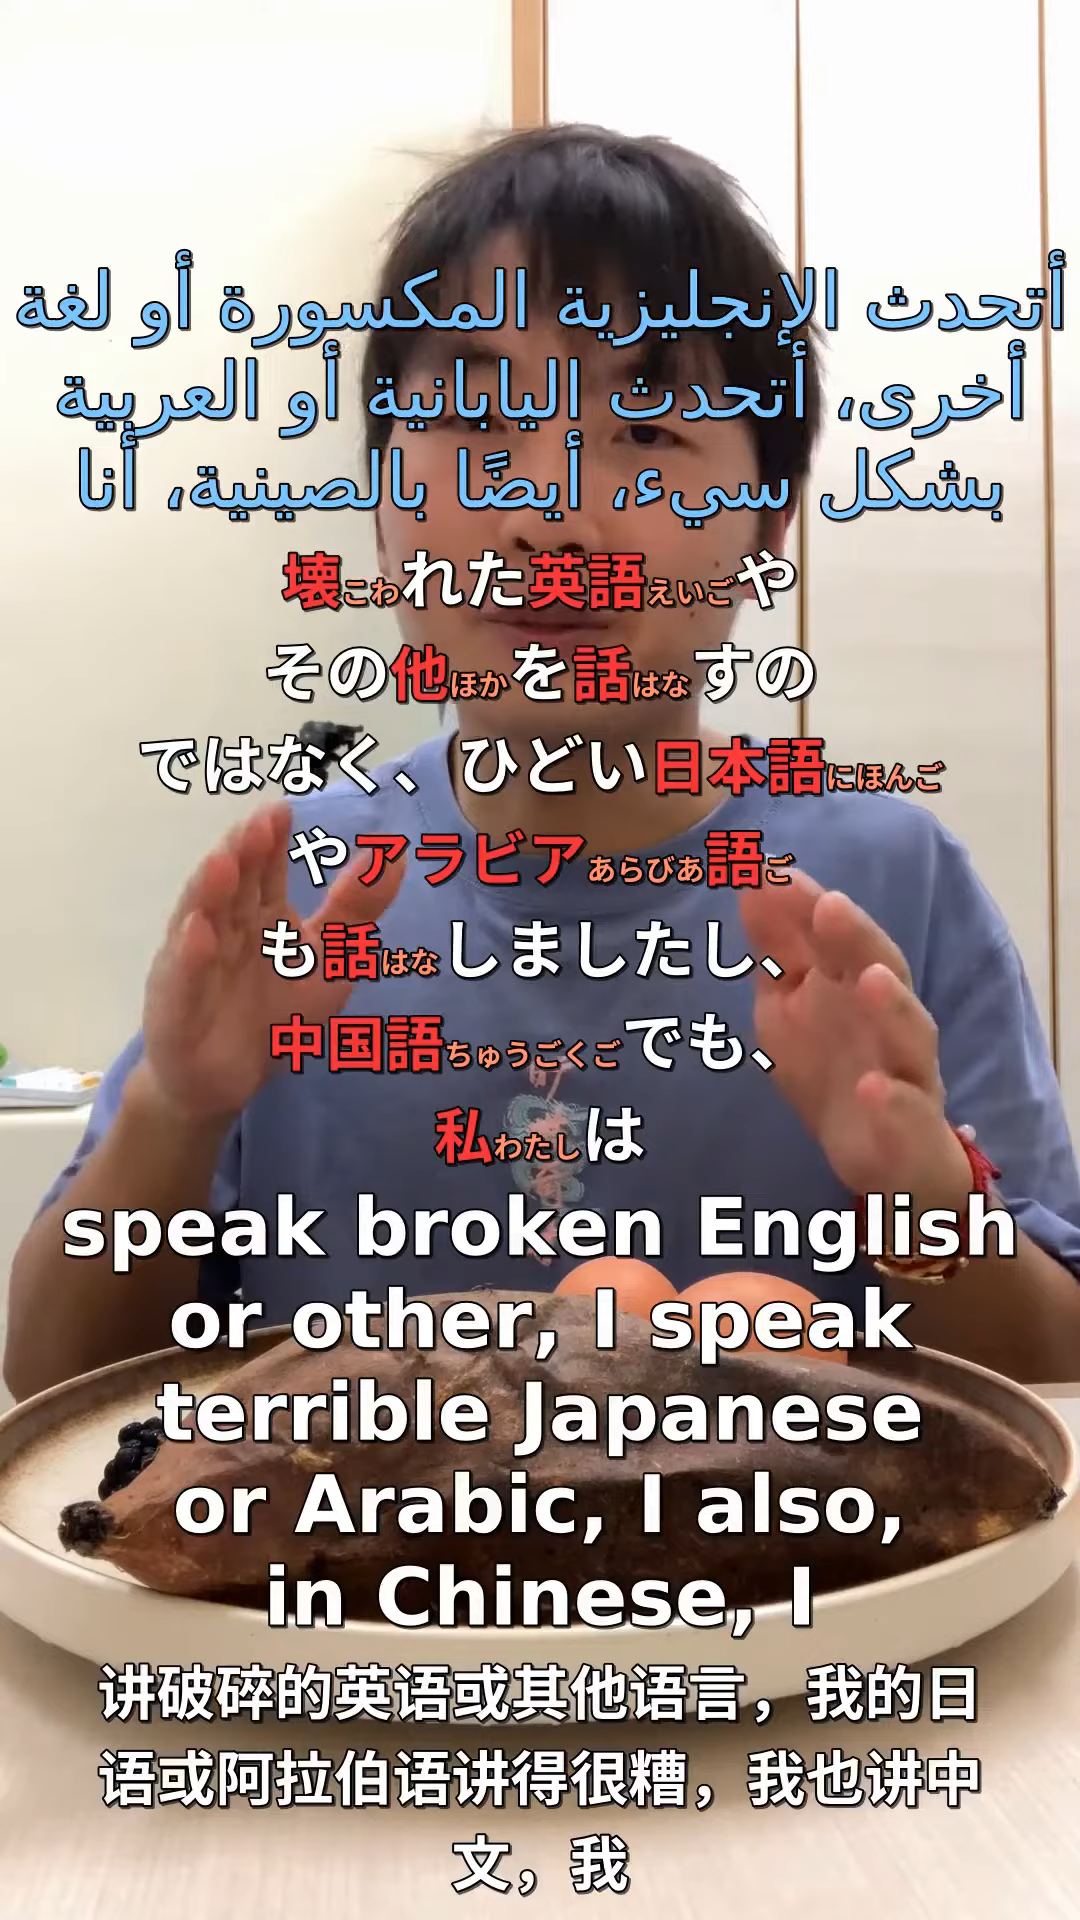 أتحدث الإنجليزية المكسورة أو لغة
أخرى، أتحدث اليابانية أو العربية
بشكل سيء، أيضًا بالصينية، أنا
壊こわれた英語えいごや
その他ほかを話はなすの
ではなく、ひどい日本語にほんご
やアラビアあらびあ語ご
も話はなしましたし、
中国語ちゅうごくごでも、
私わたしは
speak broken English
or other, I speak
terrible Japanese
or Arabic, I also,
in Chinese, I
讲破碎的英语或其他语言，我的日
语或阿拉伯语讲得很糟，我也讲中
文，我